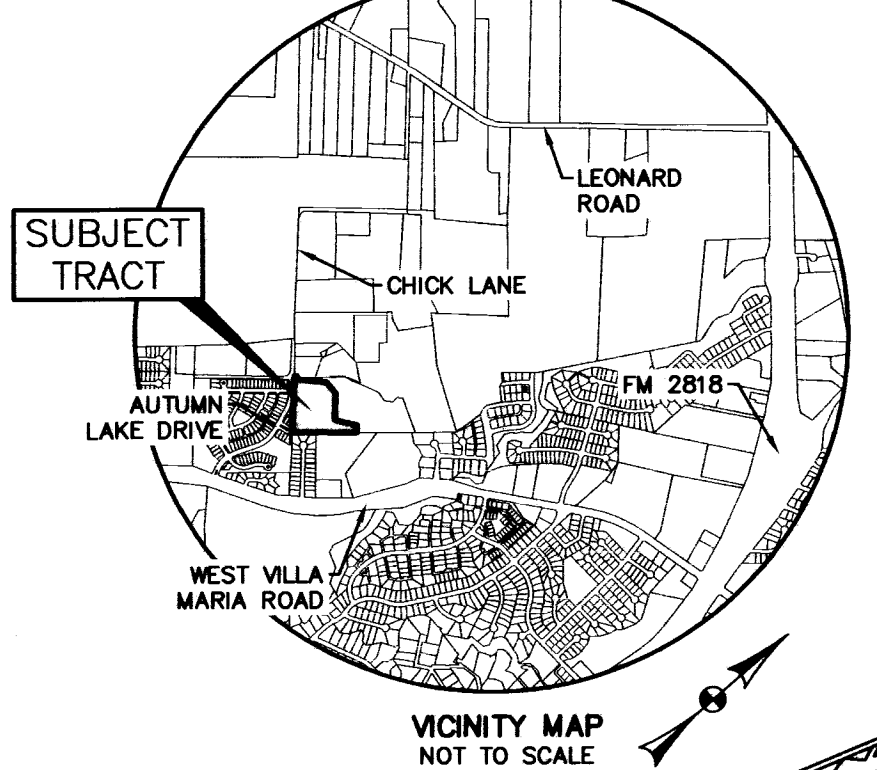 LEONARD
ROAD
SUBJECT
TRACT
CHICK LANE
FM 2818
AUTUMN
LAKE DRIVE
WEST VILLA
MARIA ROAD
VICINITY MAP
NOT TO SCALE